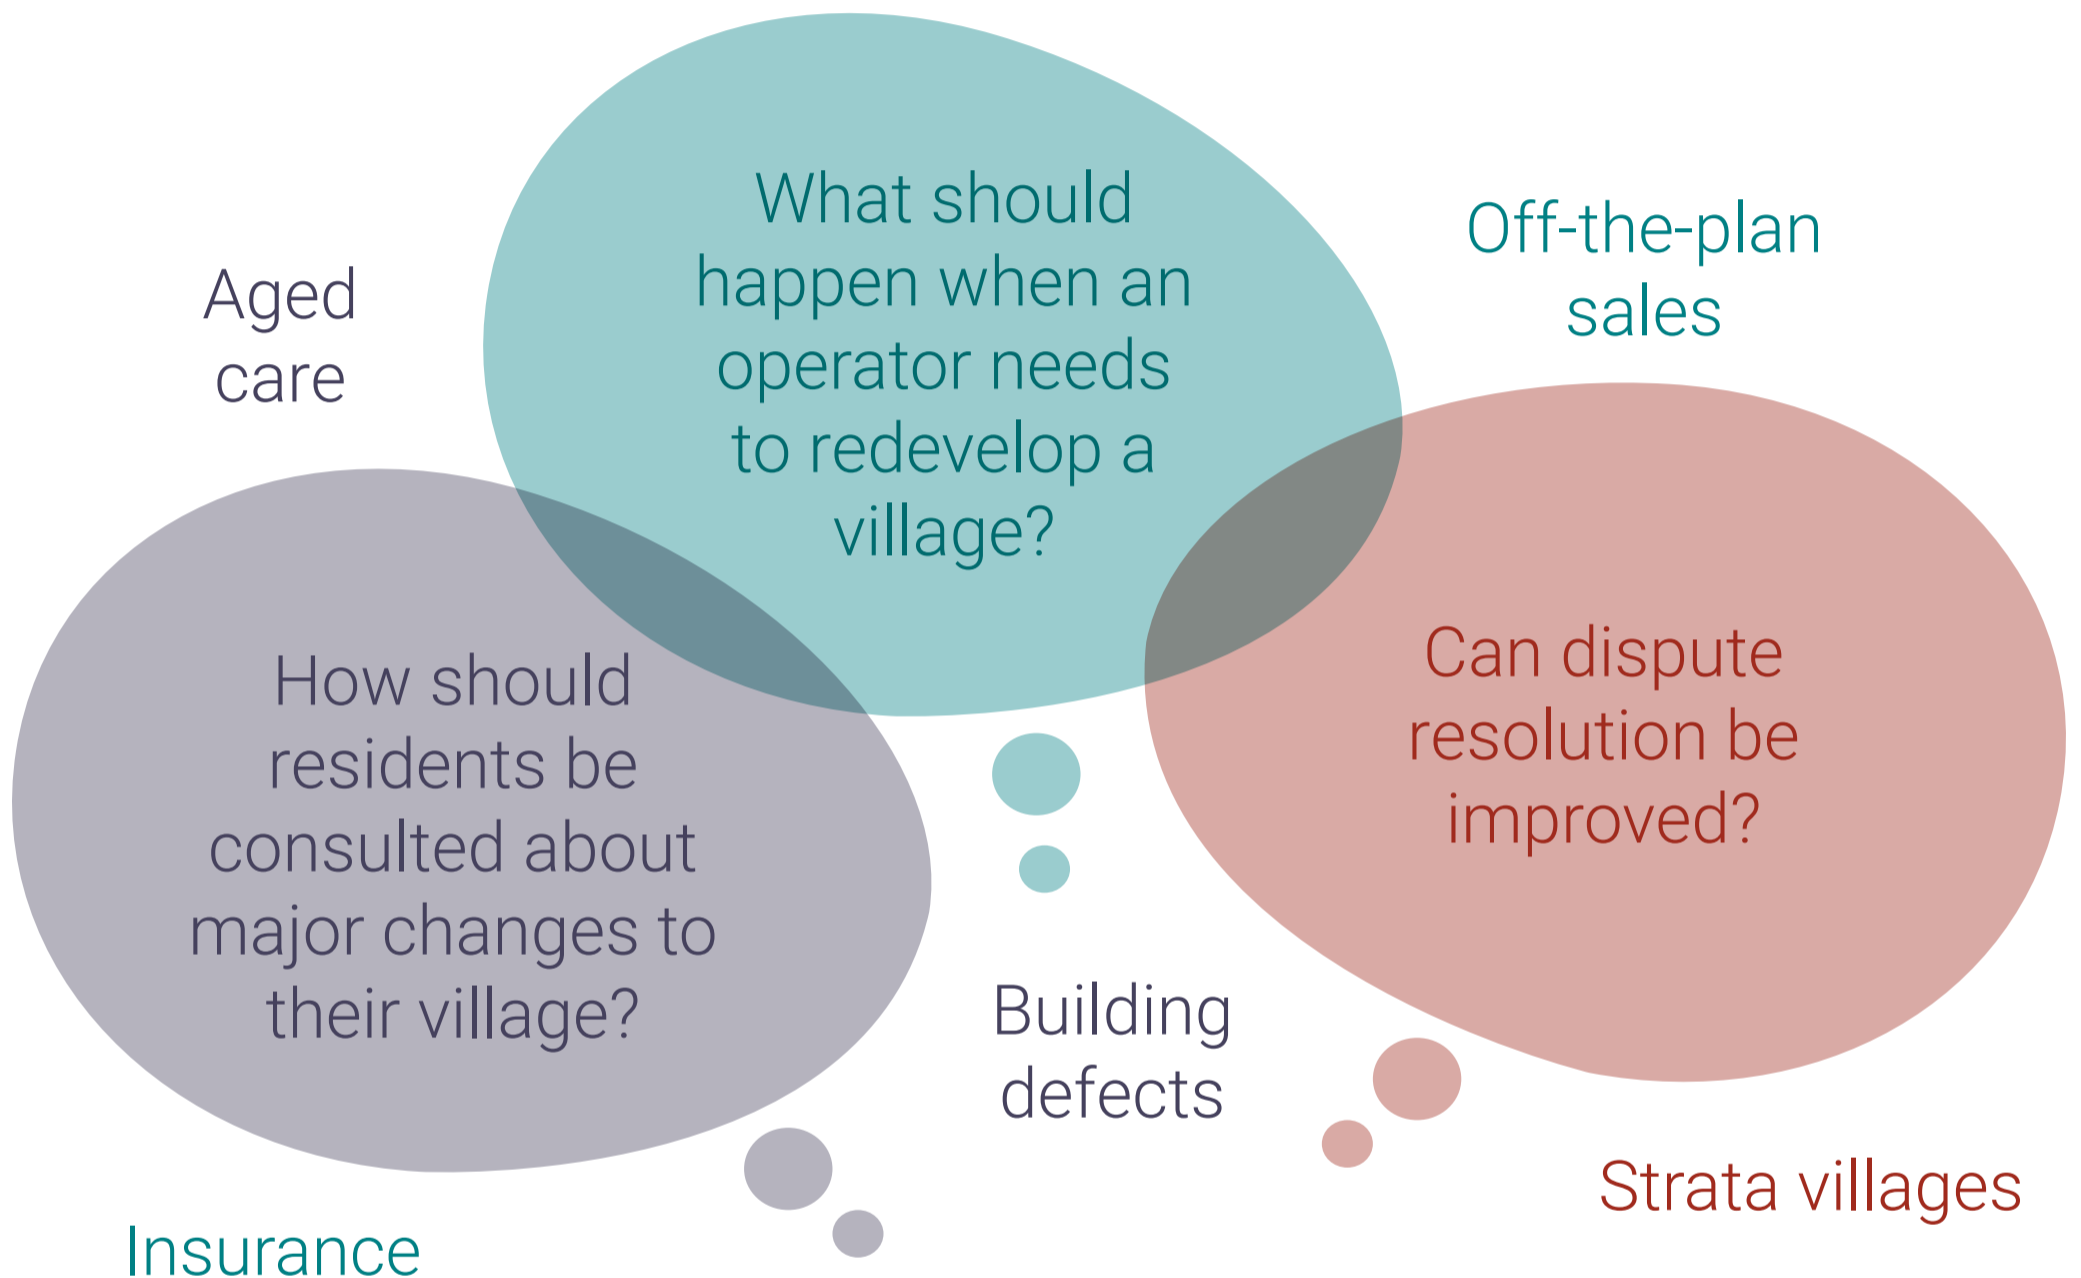 What should
happen when an
operator needs
to redevelop a
village?
Off-the-plan
sales
Aged
care
How should
residents be
consulted about
major changes to
their village?
Can dispute
resolution be
improved?
Building
defects
Strata villages
Insurance